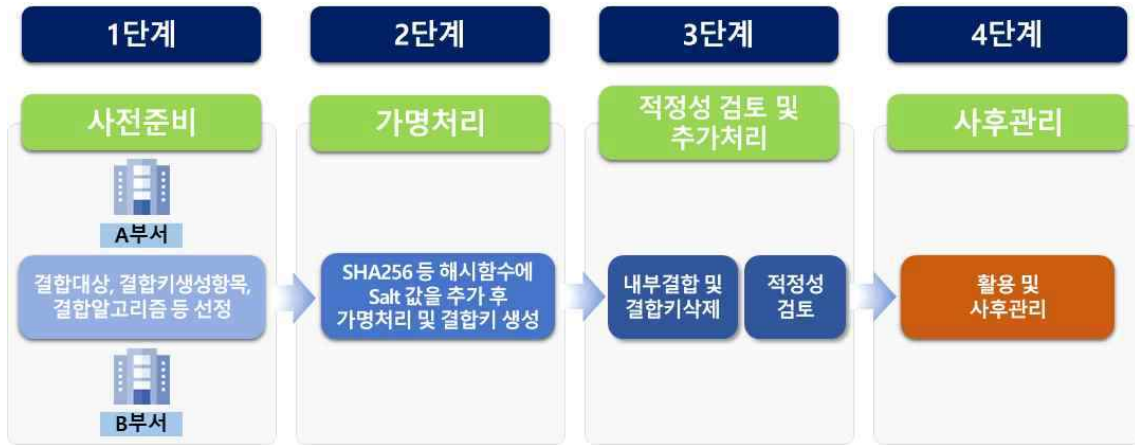 1단계
2단계
3단계
4단계
사전준비
가명처리
적정성 검토 및
추가처리
사후관리
A부서
결합대상, 결합키생성항목,
결합알고리즘 등 선정
B부서
SHA256 등 해시함수에
Salt 값을 추가 후
가명처리 및 결합키 생성
내부결합 및
결합키삭제
적정성
검토
활용 및
사후관리